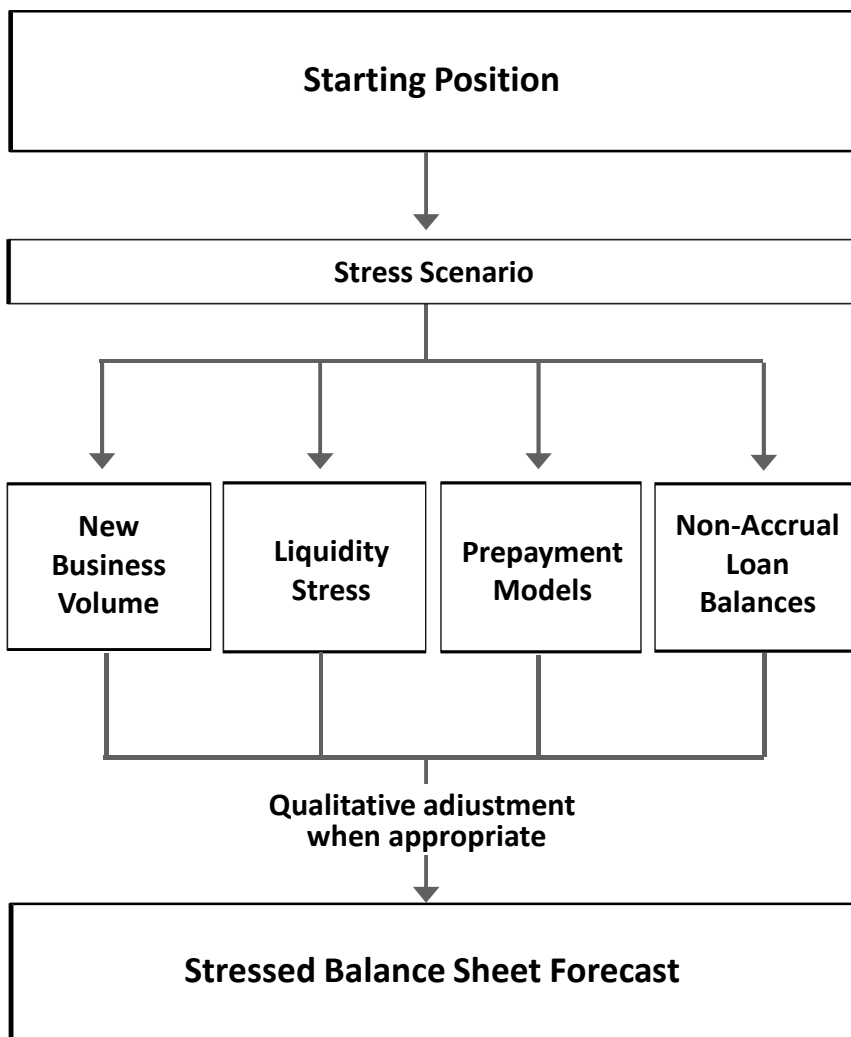 Starting Position
Stress Scenario
New
Business
Volume
Liquidity
Stress
Prepayment
Models
Non-Accrual
Loan
Balances
Qualitative adjustment
when appropriate
Stressed Balance Sheet Forecast